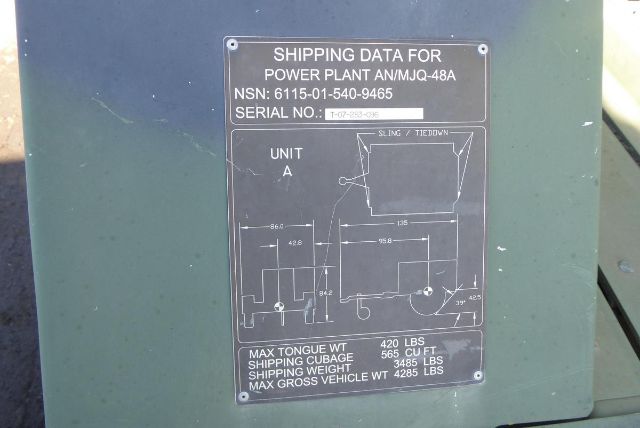 SHIPPING DATA FOR
POWER PLANT AN/MJQ-48A
NSN: 6115-01-540-9465
SERIAL NO.:
SLING / TIEDOWN
UNIT
A
86.0
135
42.8
95.8
84.2
39°
42.5
MAX TONGUE WT 420 LBS
SHIPPING CUBAGE 565 CU FT
SHIPPING WEIGHT 3485 LBS
MAX GROSS VEHICLE WT 4285 LBS